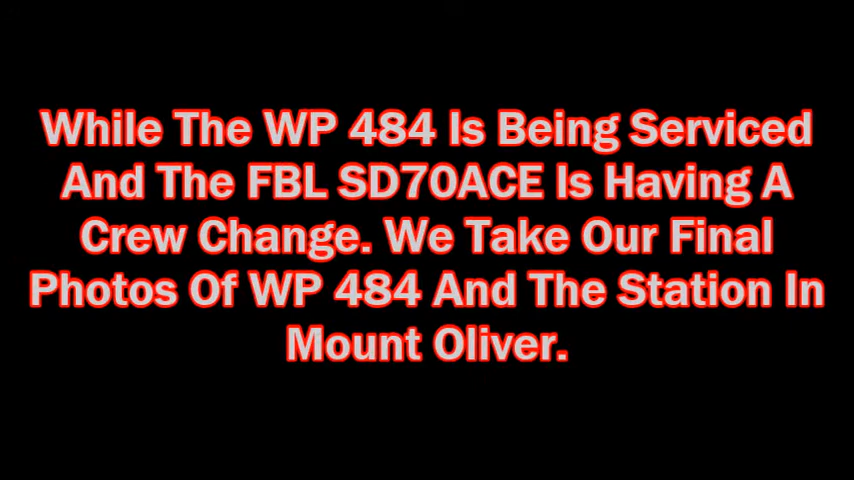 While The WP 484 Is Being Serviced
And The FBL SD70ACE Is Having A
Crew Change. We Take Our Final
Photos Of WP 484 And The Station In
Mount Oliver.